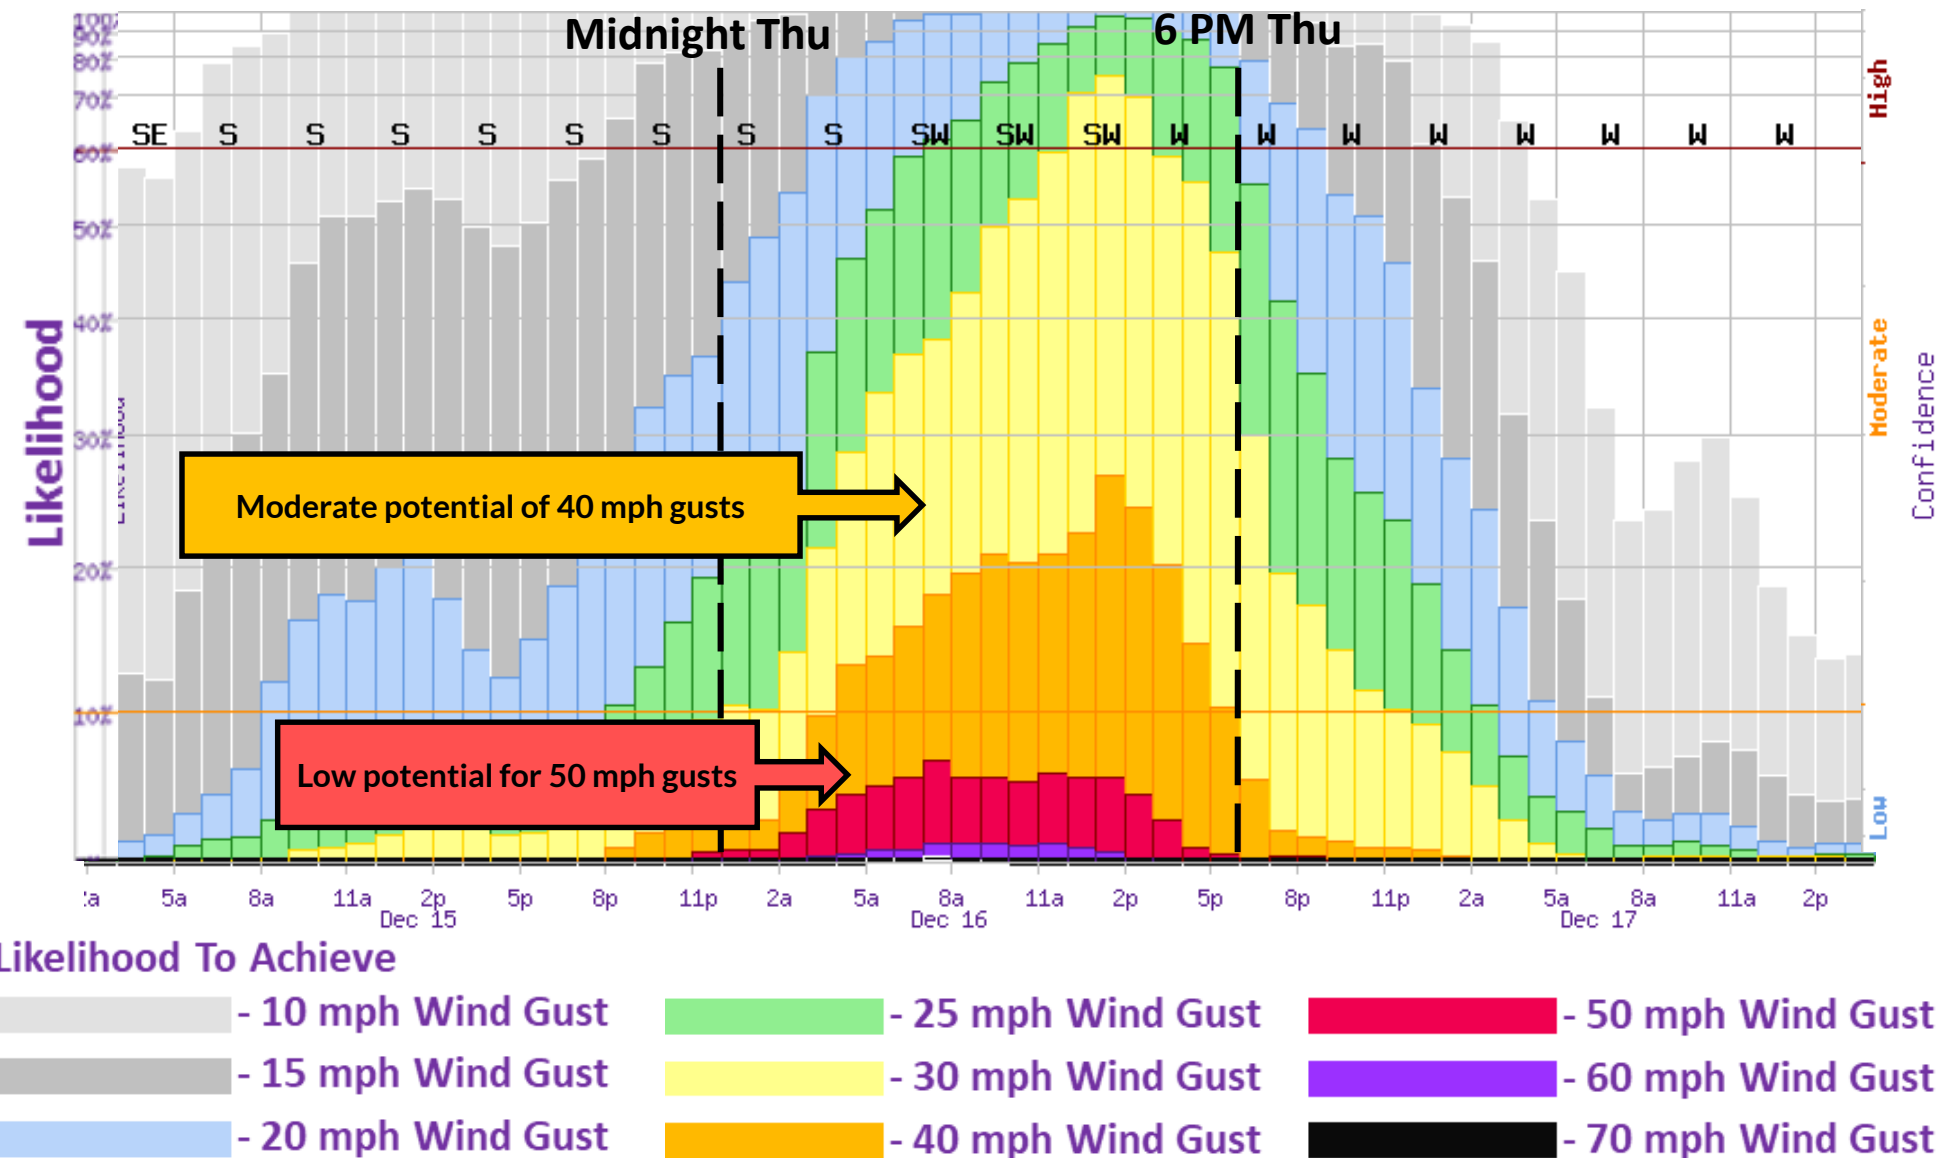 Midnight Thu
6 PM Thu
100%
90%
80%
70%
60%
50%
40%
30%
20%
10%
Likelihood
Likelihood
SE S S S S S S S S SW SW SW W W W W W W W W
High
Moderate
Low
Confidence
Moderate potential of 40 mph gusts
Low potential for 50 mph gusts
5a 8a 11a 2p 5p 8p 11p 2a 5a 8a 11a 2p 5p 8p 11p 2a 5a 8a 11a 2p
Dec 15 Dec 16 Dec 17
Likelihood To Achieve
- 10 mph Wind Gust
- 15 mph Wind Gust
- 20 mph Wind Gust
- 25 mph Wind Gust
- 30 mph Wind Gust
- 40 mph Wind Gust
- 50 mph Wind Gust
- 60 mph Wind Gust
- 70 mph Wind Gust